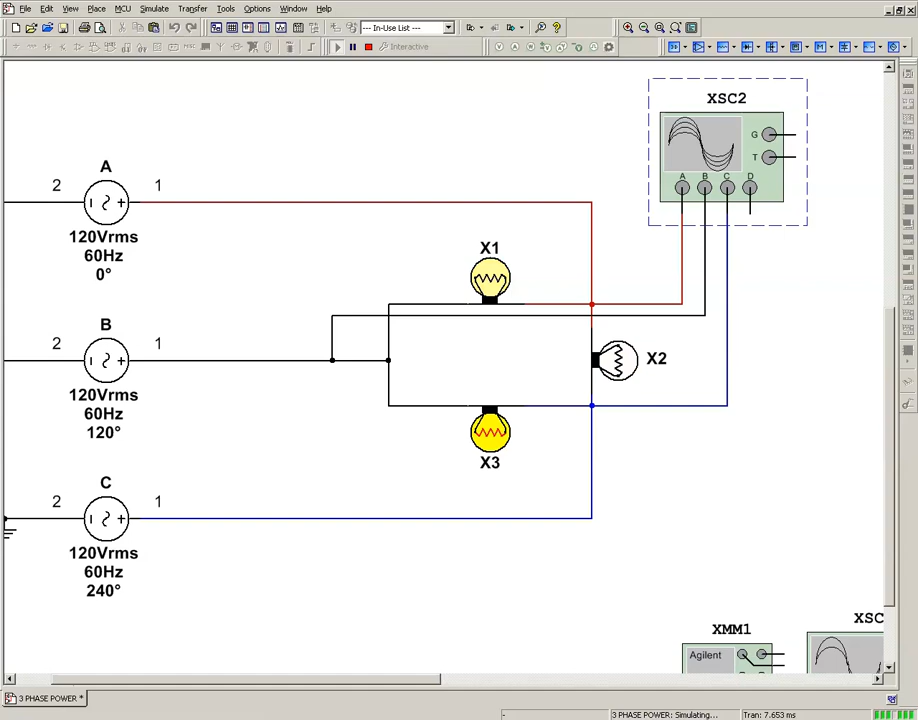 File Edit View Place MCU Simulate Transfer Tools Options Window Help
--- In-Use List ---
Interactive
XSC2
G
T
A B C D
A
2 1
120Vrms
60Hz
0°
X1
B
2 1
120Vrms
60Hz
120°
X2
X3
C
2 1
120Vrms
60Hz
240°
XMM1
Agilent
XSC
3 PHASE POWER *
- 3 PHASE POWER: Simulating... Tran: 7.653 ms